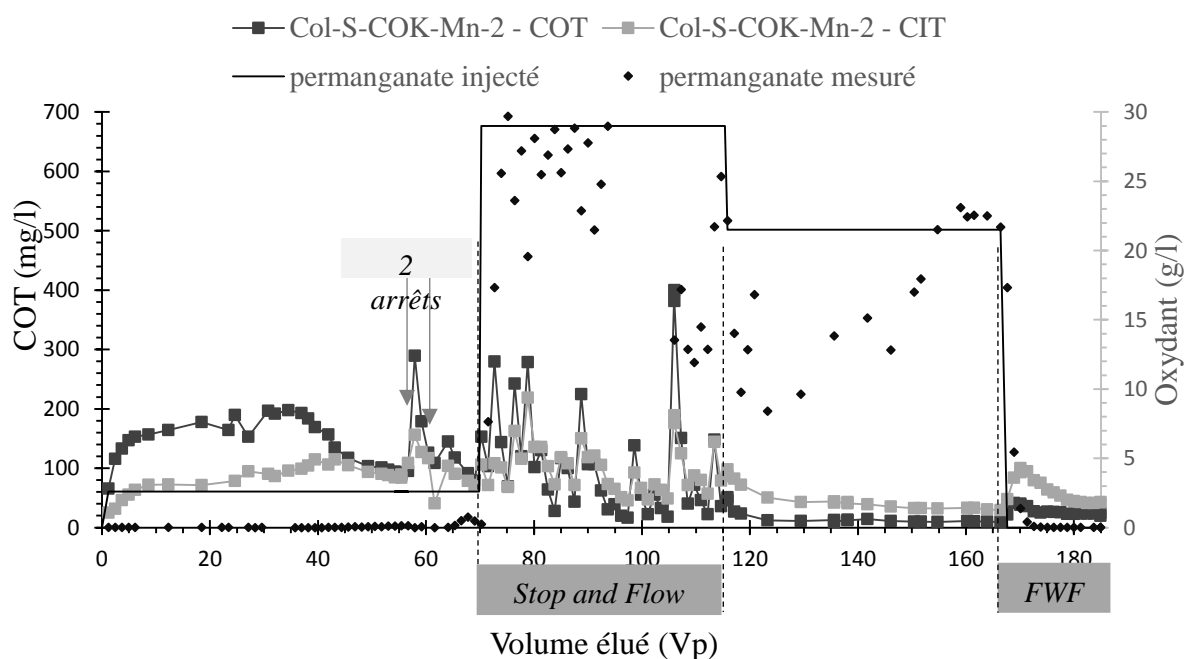 Col-S-COK-Mn-2 - COT Col-S-COK-Mn-2 - CIT
permanganate injecté permanganate mesuré
700 30
600 25
500 20
400 15
300 10
200 5
100 0
0
COT (mg/l)
Oxydant (g/l)
2
arrêts
0 20 40 60 80 100 120 140 160 180
Stop and Flow FWF
Volume élué (Vp)